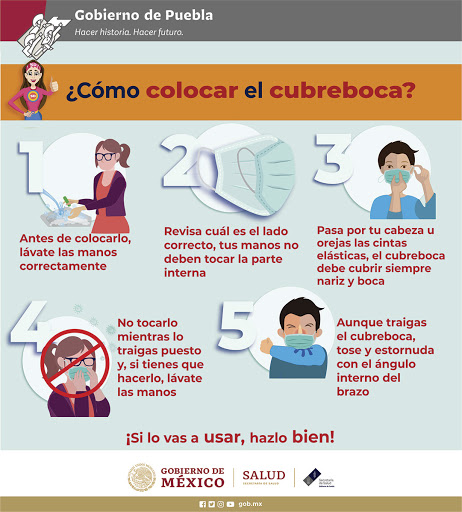 Gobierno de Puebla
Hacer historia. Hacer futuro.
¿Cómo colocar el cubreboca?
1
Antes de colocarlo,
lávate las manos
correctamente
2
Revisa cuál es el lado
correcto, tus manos no
deben tocar la parte
interna
3
Pasa por tu cabeza u
orejas las cintas
elásticas, el cubreboca
debe cubrir siempre
nariz y boca
4
No tocarlo
mientras lo
traigas puesto
y, si tienes que
hacerlo, lávate
las manos
5
Aunque traigas
el cubreboca,
tose y estornuda
con el ángulo
interno del
brazo
¡Si lo vas a usar, hazlo bien!
GOBIERNO DE
MÉXICO
SALUD
SECRETARÍA DE SALUD
gob.mx